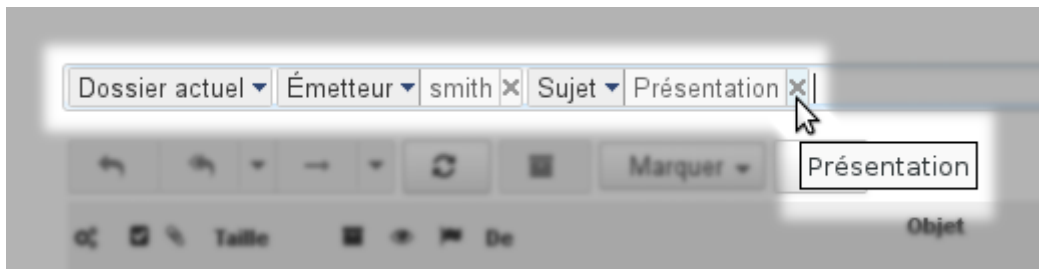 Dossier actuel Émetteur smith Sujet Présentation
Marquer
Présentation
Taille De Objet